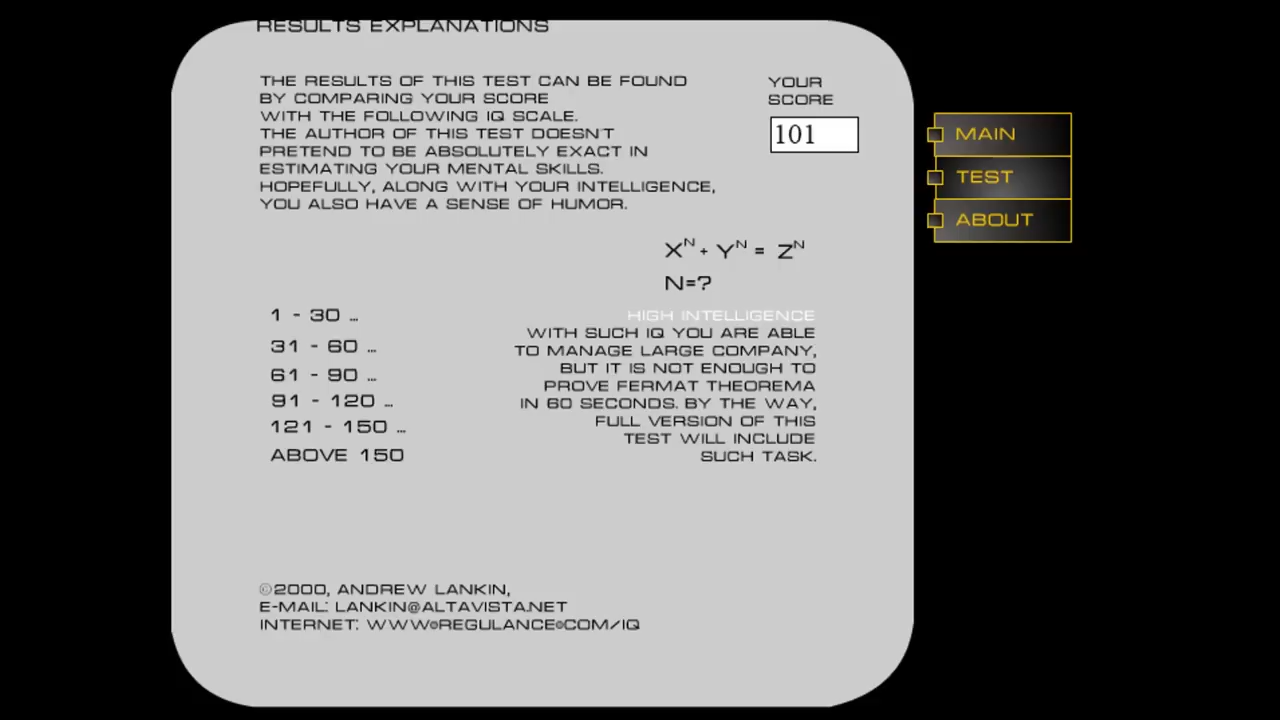 RESULTS EXPLANATIONS
THE RESULTS OF THIS TEST CAN BE FOUND
BY COMPARING YOUR SCORE
WITH THE FOLLOWING IQ SCALE.
THE AUTHOR OF THIS TEST DOESN'T
PRETEND TO BE ABSOLUTELY EXACT IN
ESTIMATING YOUR MENTAL SKILLS.
HOPEFULLY, ALONG WITH YOUR INTELLIGENCE,
YOU ALSO HAVE A SENSE OF HUMOR.
YOUR
SCORE
101
MAIN
TEST
ABOUT
X^N + Y^N = Z^N
N=?
1 - 30 ...
31 - 60 ...
61 - 90 ...
91 - 120 ...
121 - 150 ...
ABOVE 150
HIGH INTELLIGENCE
WITH SUCH IQ YOU ARE ABLE
TO MANAGE LARGE COMPANY,
BUT IT IS NOT ENOUGH TO
PROVE FERMAT THEOREMA
IN 60 SECONDS. BY THE WAY,
FULL VERSION OF THIS
TEST WILL INCLUDE
SUCH TASK.
©2000, ANDREW LANKIN,
E-MAIL: LANKIN@ALTAVISTA.NET
INTERNET: WWW•REGULANCE•COM/IQ